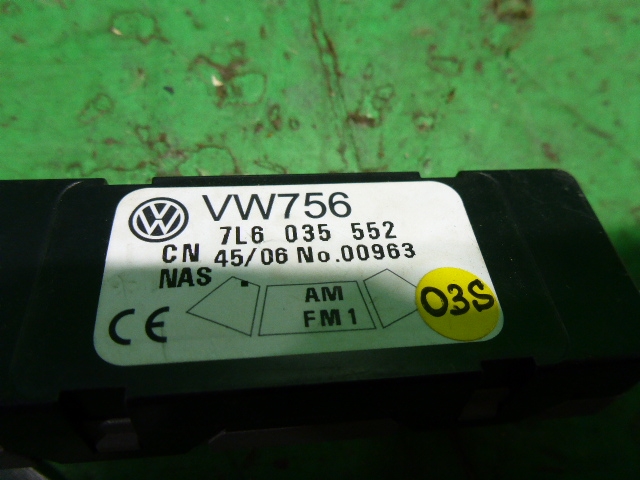 VW756
7L6 035 552
CN 45/06 No.00963
NAS
AM
FM1
CE
03S